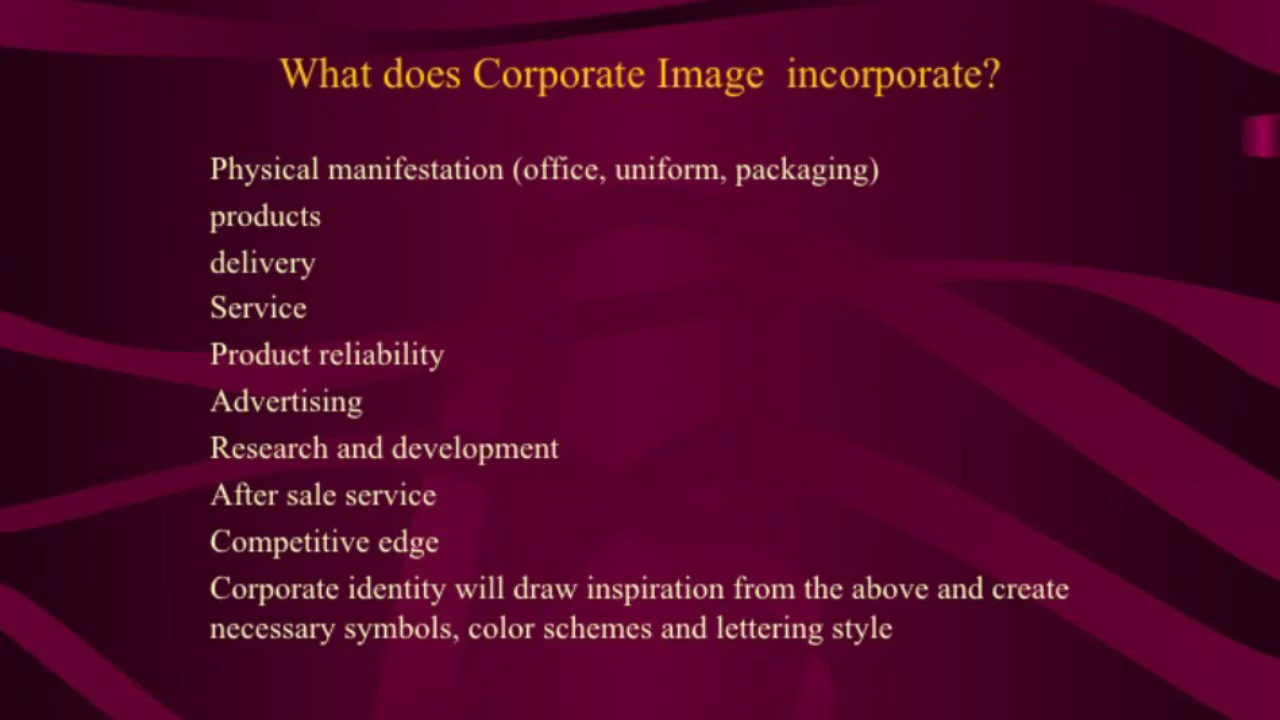 What does Corporate Image  incorporate?
Physical manifestation (office, uniform, packaging)
products
delivery
Service
Product reliability
Advertising
Research and development
After sale service
Competitive edge
Corporate identity will draw inspiration from the above and create
necessary symbols, color schemes and lettering style